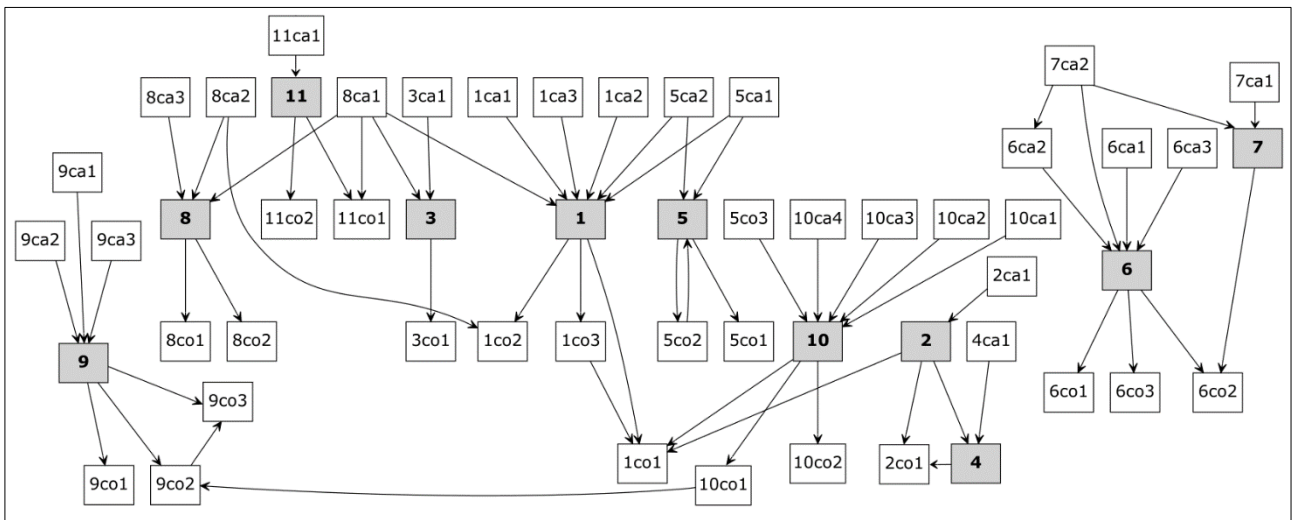 11ca1
7ca2
7ca1
8ca3 8ca2 11 8ca1 3ca1 1ca1 1ca3 1ca2 5ca2 5ca1
6ca2 6ca1 6ca3 7
9ca1
8 11co2 11co1 3 1 5 5co3 10ca4 10ca3 10ca2 10ca1
9ca2 9ca3
6
2ca1
8co1 8co2 3co1 1co2 1co3 5co2 5co1 10 2 4ca1
9
6co1 6co3 6co2
9co3
1co1 10co2 2co1 4
9co1 9co2 10co1